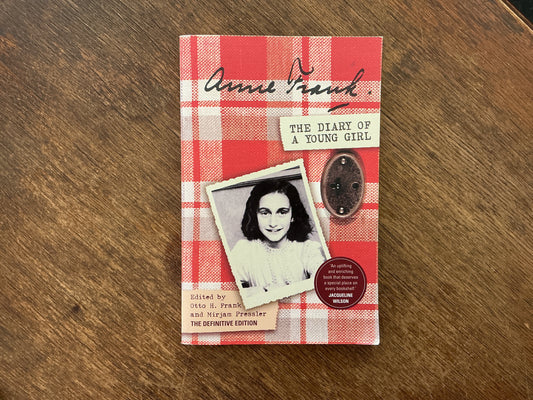 Anne Frank.
THE DIARY OF
A YOUNG GIRL
'An uplifting
and enriching
book that deserves
a special place on
every bookshelf.'
JACQUELINE
WILSON
Edited by
Otto H. Frank
and Mirjam Pressler
THE DEFINITIVE EDITION